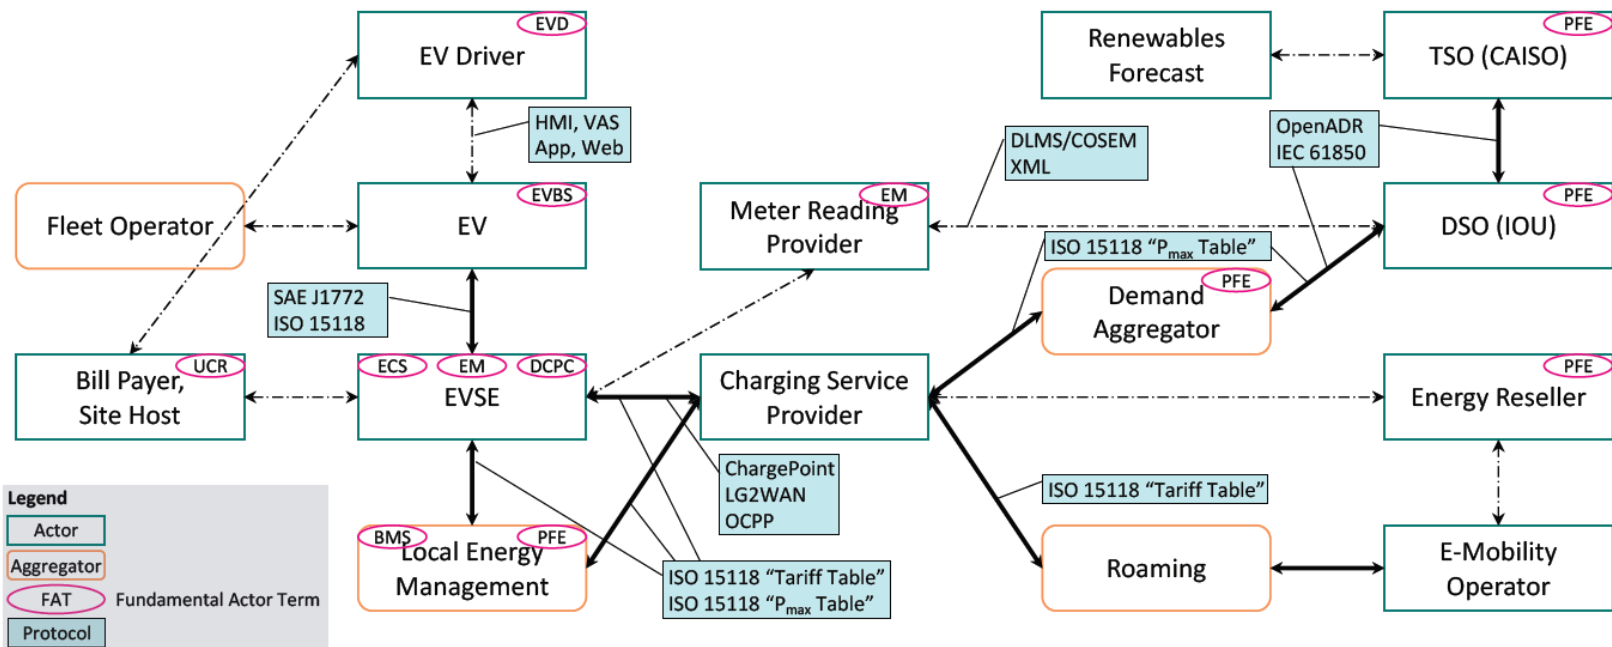 EVD
EV Driver
Renewables
Forecast
PFE
TSO (CAISO)
HMI, VAS
App, Web
DLMS/COSEM
XML
OpenADR
IEC 61850
Fleet Operator
EVBS
EV
EM
Meter Reading
Provider
PFE
DSO (IOU)
ISO 15118 “Pmax Table”
SAE J1772
ISO 15118
PFE
Demand
Aggregator
UCR
Bill Payer,
Site Host
ECS
EM
DCPC
EVSE
Charging Service
Provider
PFE
Energy Reseller
ChargePoint
LG2WAN
OCPP
ISO 15118 “Tariff Table”
BMS
PFE
Local Energy
Management
ISO 15118 “Tariff Table”
ISO 15118 “Pmax Table”
Roaming
E-Mobility
Operator
Legend
Actor
Aggregator
FAT Fundamental Actor Term
Protocol